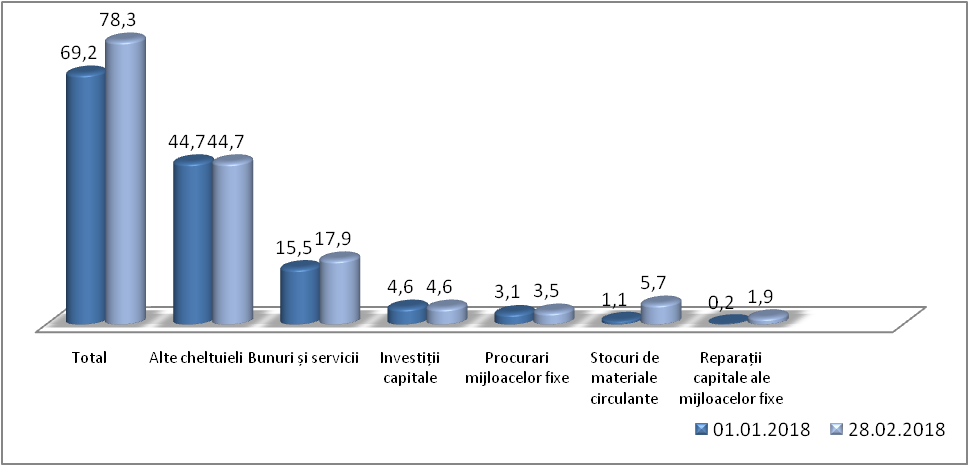 78,3
69,2
44,7 44,7
15,5 17,9
4,6 4,6 3,1 3,5 1,1 5,7 0,2 1,9
Total
Alte cheltuieli
Bunuri și servicii
Investiții
capitale
Procurari
mijloacelor fixe
Stocuri de
materiale
circulante
Reparații
capitale ale
mijloacelor fixe
01.01.2018 28.02.2018